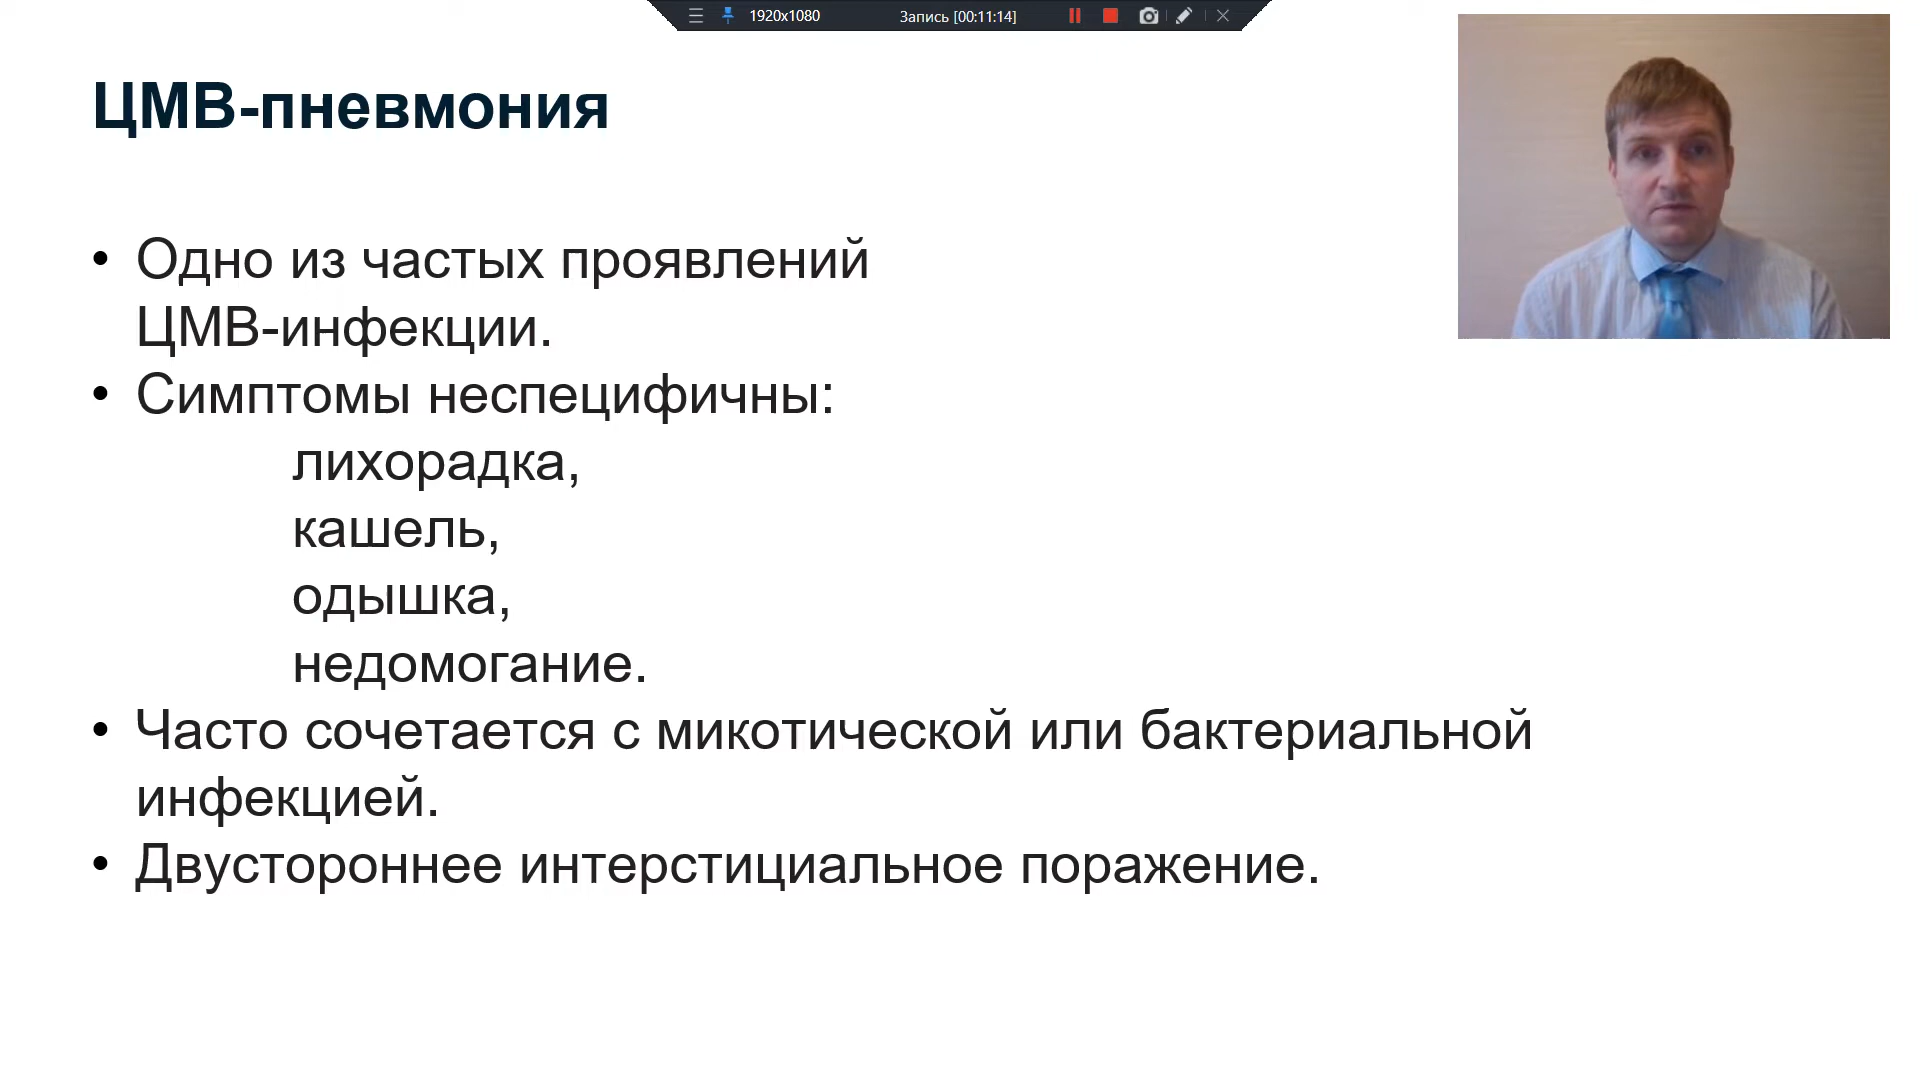 1920x1080 Запись [00:11:14]
ЦМВ-пневмония
• Одно из частых проявлений
ЦМВ-инфекции.
• Симптомы неспецифичны:
лихорадка,
кашель,
одышка,
недомогание.
• Часто сочетается с микотической или бактериальной
инфекцией.
• Двустороннее интерстициальное поражение.